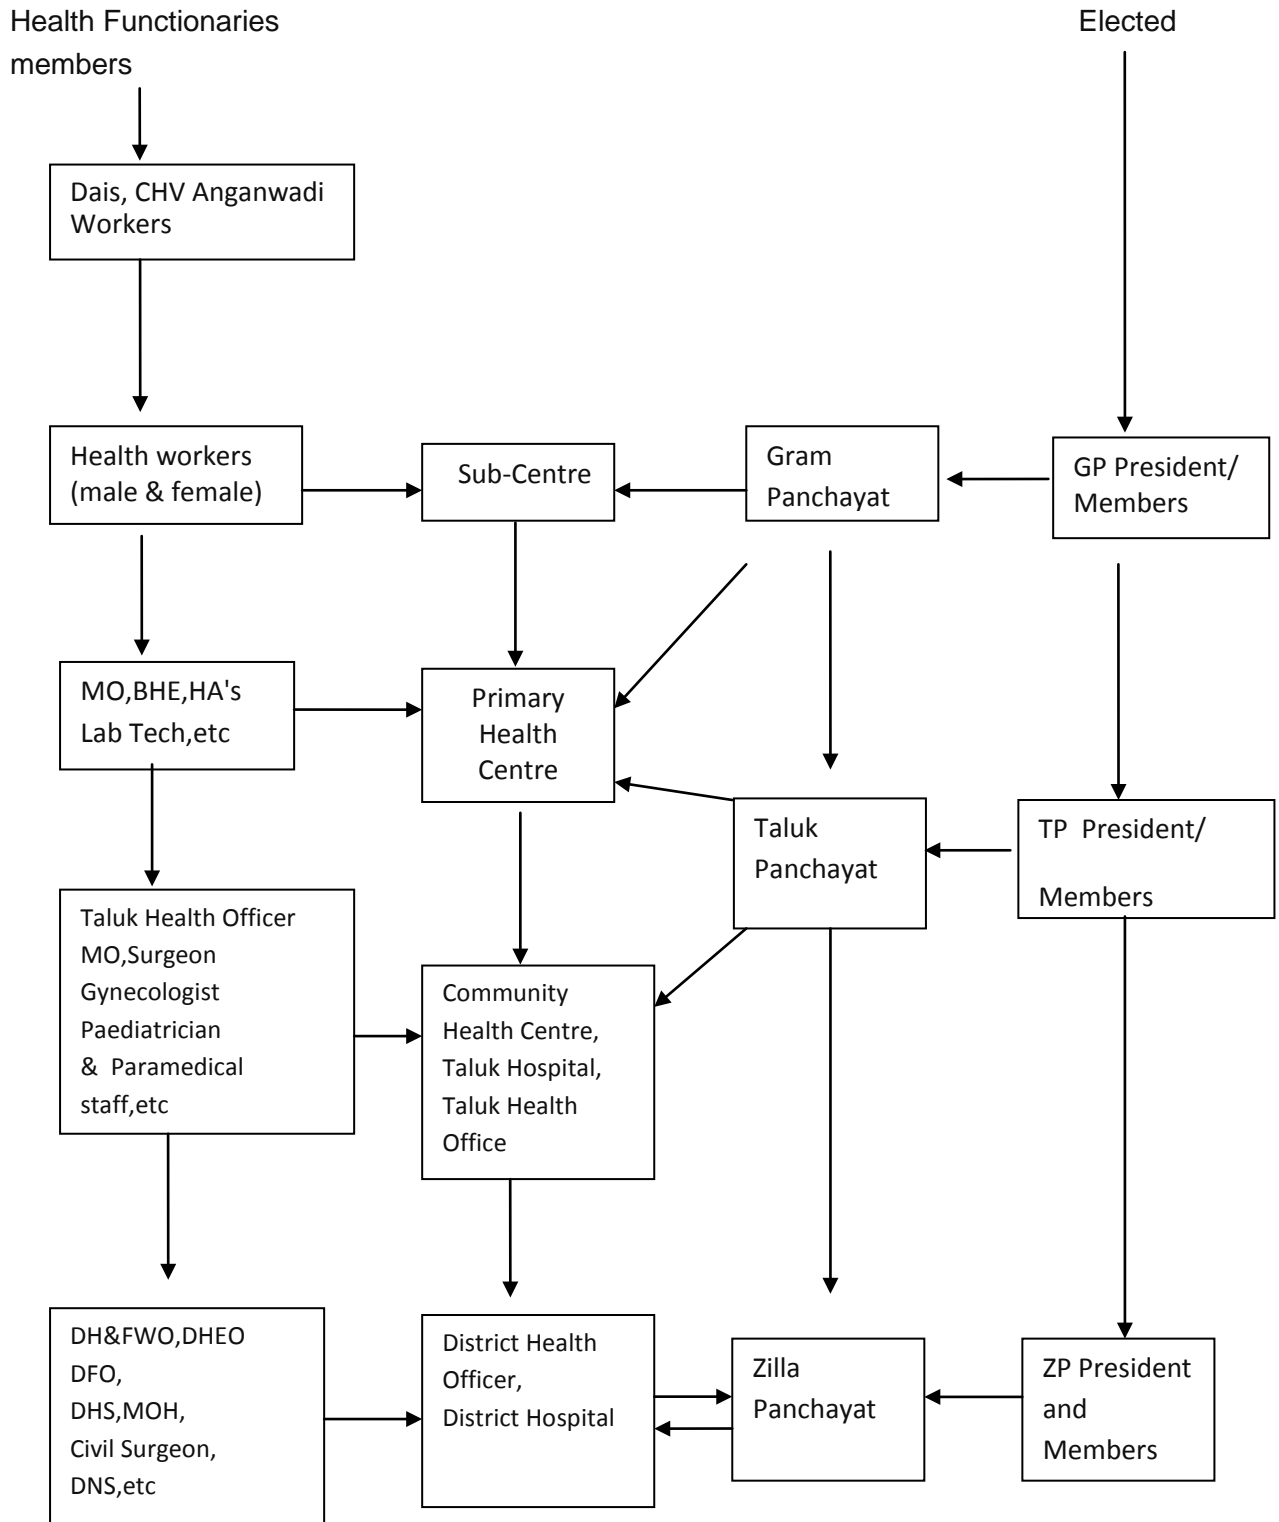 Health Functionaries
members
Elected
Dais, CHV Anganwadi
Workers
Health workers
(male & female)
Sub-Centre
Gram
Panchayat
GP President/
Members
MO,BHE,HA's
Lab Tech,etc
Primary
Health
Centre
Taluk
Panchayat
TP President/
Members
Taluk Health Officer
MO,Surgeon
Gynecologist
Paediatrician
& Paramedical
staff,etc
Community
Health Centre,
Taluk Hospital,
Taluk Health
Office
DH&FWO,DHEO
DFO,
DHS,MOH,
Civil Surgeon,
DNS,etc
District Health
Officer,
District Hospital
Zilla
Panchayat
ZP President
and
Members